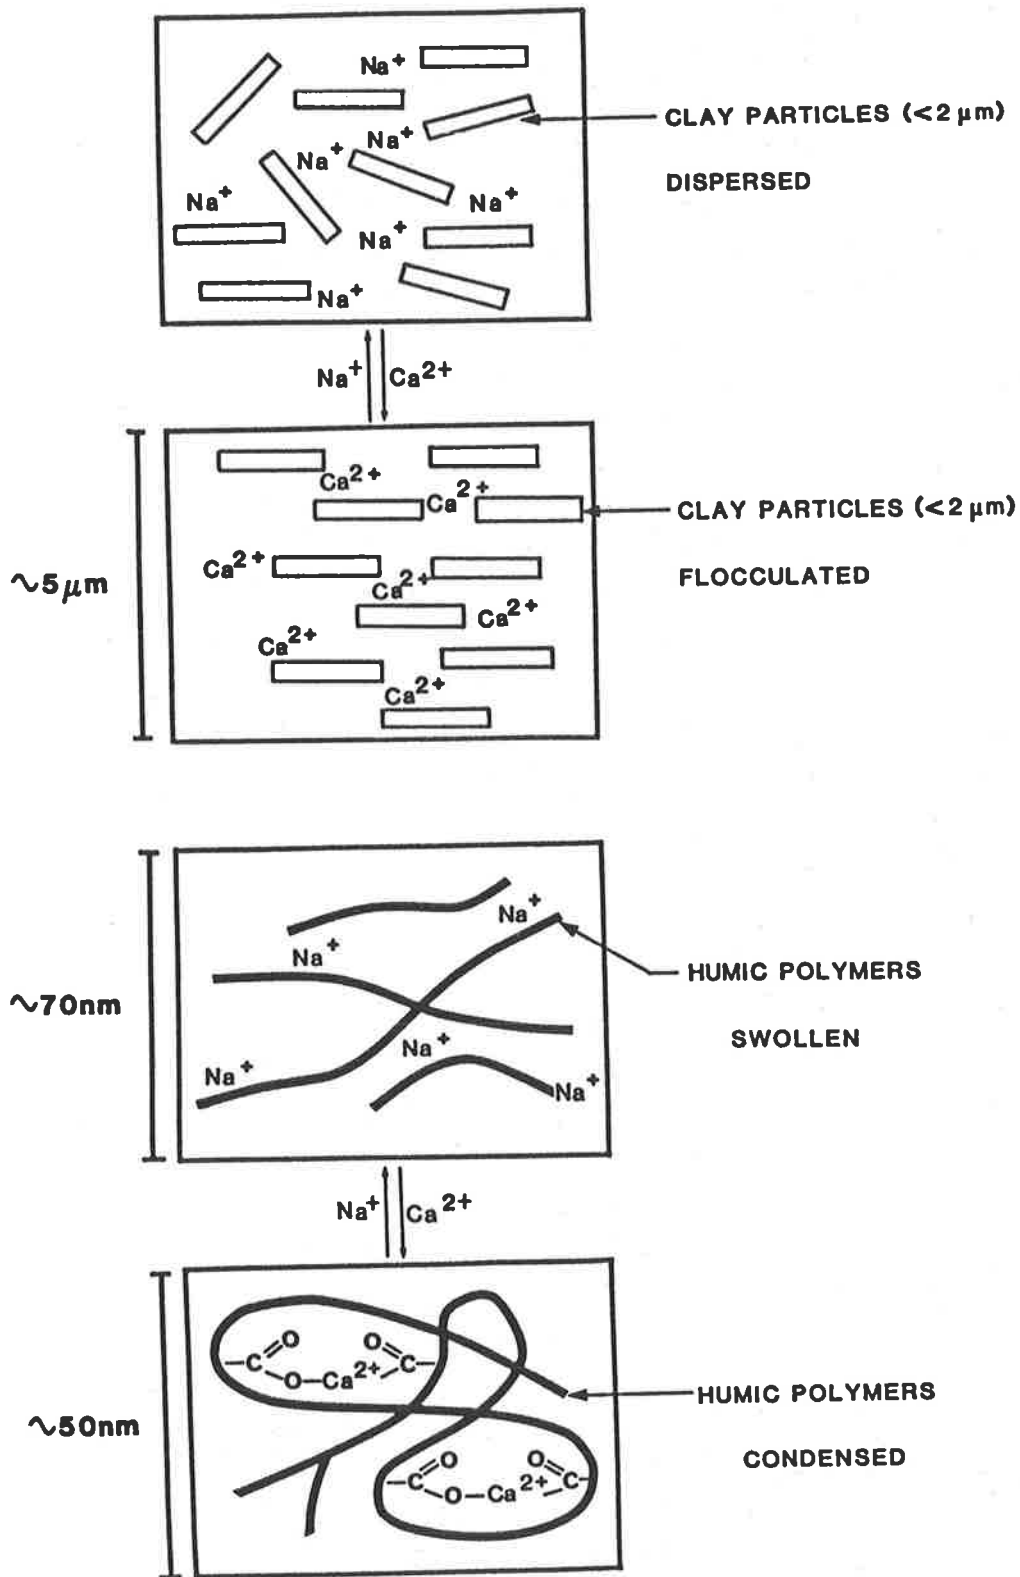 Na⁺
CLAY PARTICLES (<2 μm)
Na⁺
Na⁺
DISPERSED
Na⁺
Na⁺
Na⁺
Na⁺
Na⁺ Ca²⁺
Ca²⁺
Ca²⁺
CLAY PARTICLES (<2 μm)
Ca²⁺
~5μm
Ca²⁺
FLOCCULATED
Ca²⁺
Ca²⁺
Ca²⁺
Na⁺
Na⁺
HUMIC POLYMERS
~70nm
SWOLLEN
Na⁺
Na⁺
Na⁺
Na⁺ Ca²⁺
O O
–C C–
O–Ca²⁺
HUMIC POLYMERS
~50nm
CONDENSED
O O
–C C–
O–Ca²⁺